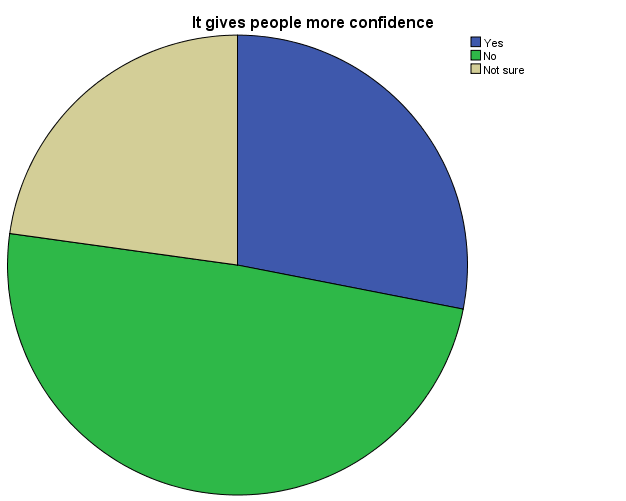 It gives people more confidence
Yes
No
Not sure